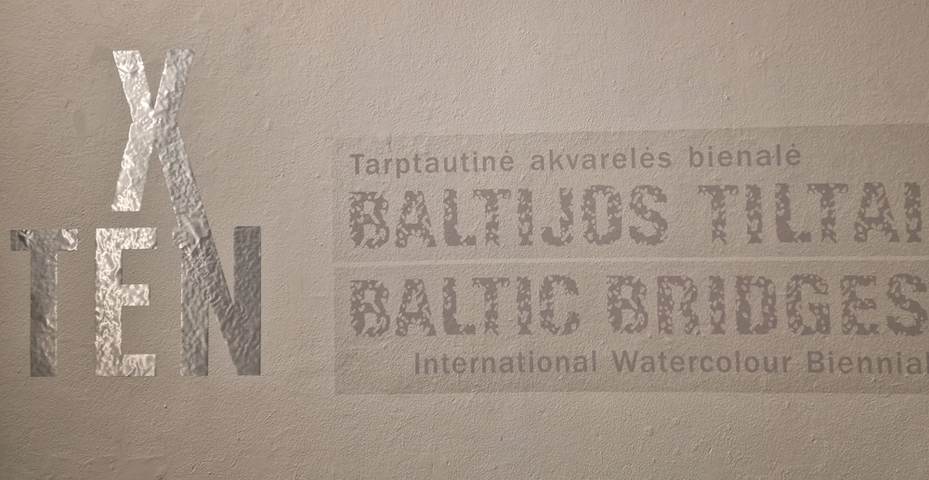 X
TEN
Tarptautinė akvarelės bienalė
BALTIJOS TILTAI
BALTIC BRIDGES
International Watercolour Biennial